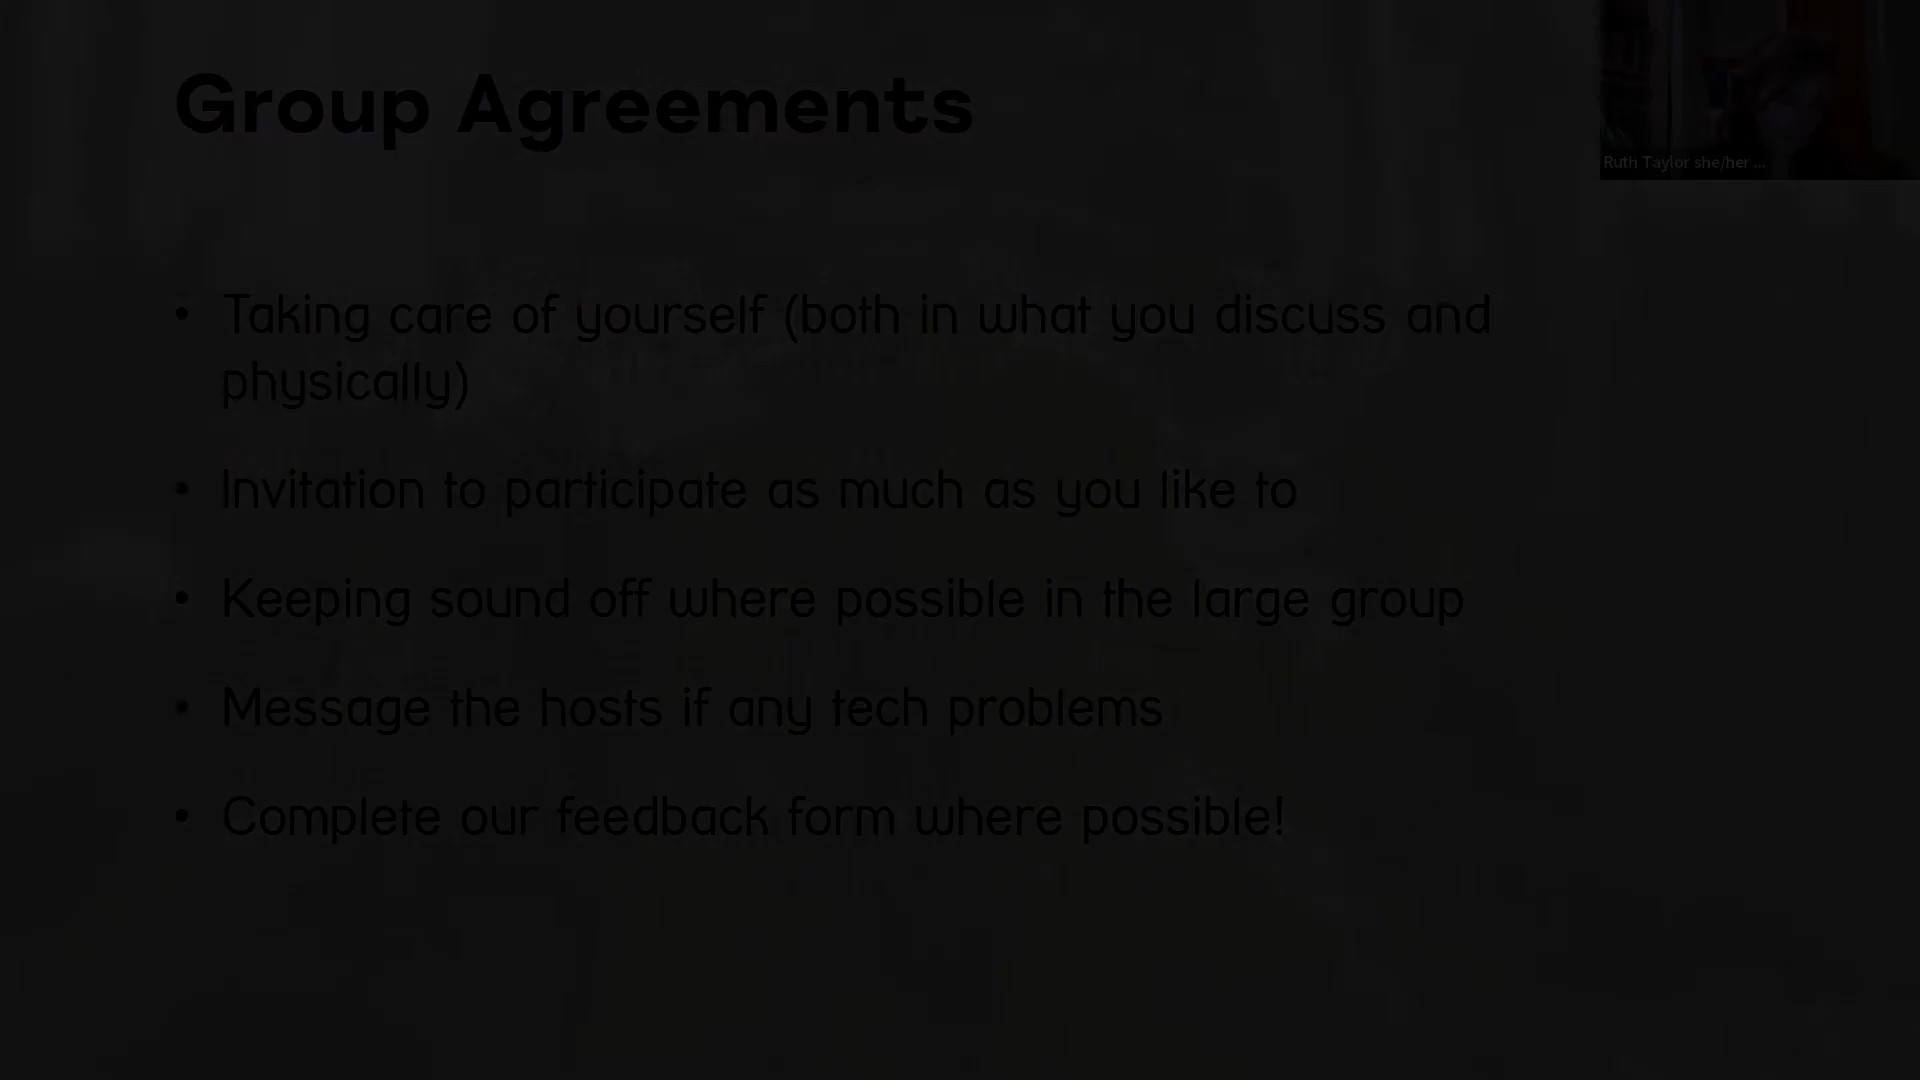 Group Agreements
Ruth Taylor she/her ...
• Taking care of yourself (both in what you discuss and
physically)
• Invitation to participate as much as you like to
• Keeping sound off where possible in the large group
• Message the hosts if any tech problems
• Complete our feedback form where possible!